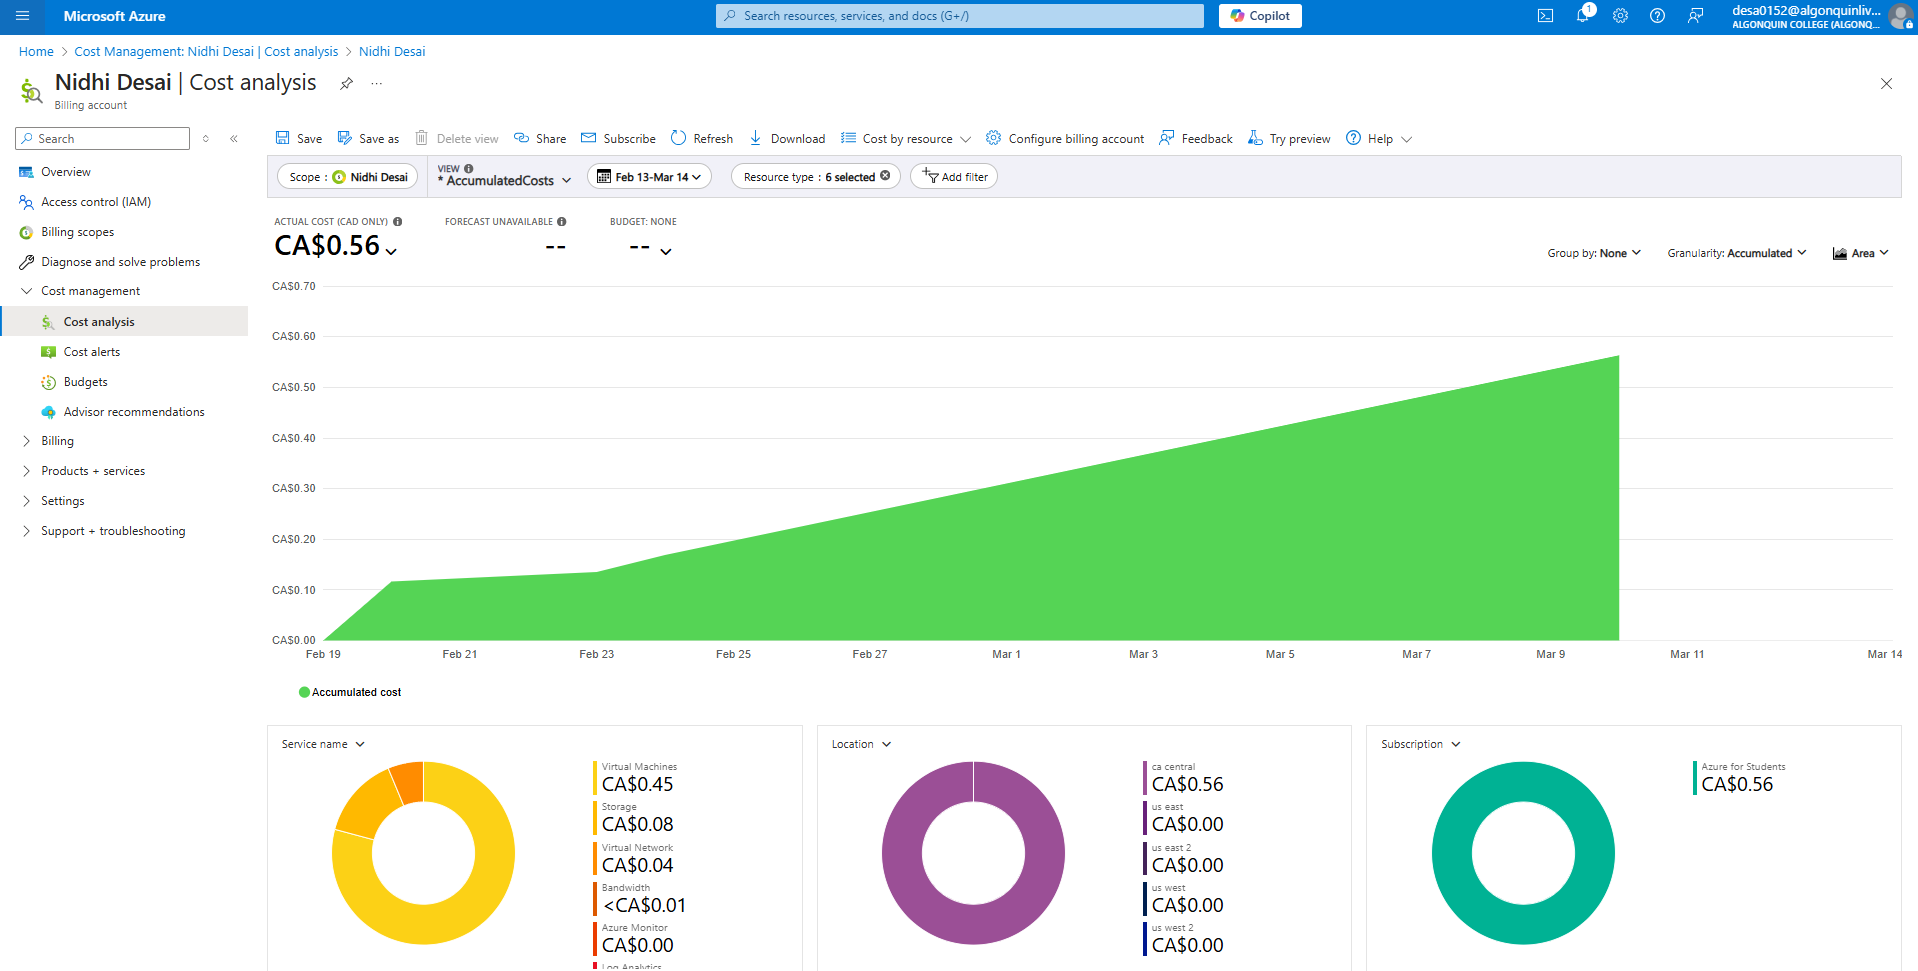 Microsoft Azure
Search resources, services, and docs (G+/)
Copilot
1
desa0152@algonquinliv...
ALGONQUIN COLLEGE (ALGONQ...
Home > Cost Management: Nidhi Desai | Cost analysis > Nidhi Desai
Nidhi Desai | Cost analysis
...
Billing account
Search
Overview
Access control (IAM)
Billing scopes
Diagnose and solve problems
Cost management
Cost analysis
Cost alerts
Budgets
Advisor recommendations
Billing
Products + services
Settings
Support + troubleshooting
Save Save as Delete view Share Subscribe Refresh Download Cost by resource Configure billing account Feedback Try preview Help
Scope : Nidhi Desai
VIEW
* AccumulatedCosts
Feb 13-Mar 14
Resource type : 6 selected
Add filter
ACTUAL COST (CAD ONLY)
CA$0.56
FORECAST UNAVAILABLE
--
BUDGET: NONE
--
Group by: None
Granularity: Accumulated
Area
CA$0.70
CA$0.60
CA$0.50
CA$0.40
CA$0.30
CA$0.20
CA$0.10
CA$0.00
Feb 19 Feb 21 Feb 23 Feb 25 Feb 27 Mar 1 Mar 3 Mar 5 Mar 7 Mar 9 Mar 11 Mar 14
Accumulated cost
Service name
Virtual Machines
CA$0.45
Storage
CA$0.08
Virtual Network
CA$0.04
Bandwidth
<CA$0.01
Azure Monitor
CA$0.00
Log Analytics
Location
ca central
CA$0.56
us east
CA$0.00
us east 2
CA$0.00
us west
CA$0.00
us west 2
CA$0.00
Subscription
Azure for Students
CA$0.56